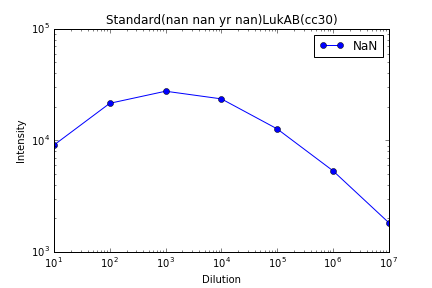 Standard(nan nan yr nan)LukAB(cc30)
NaN
10^5
10^4
10^3
Intensity
10^1 10^2 10^3 10^4 10^5 10^6 10^7
Dilution